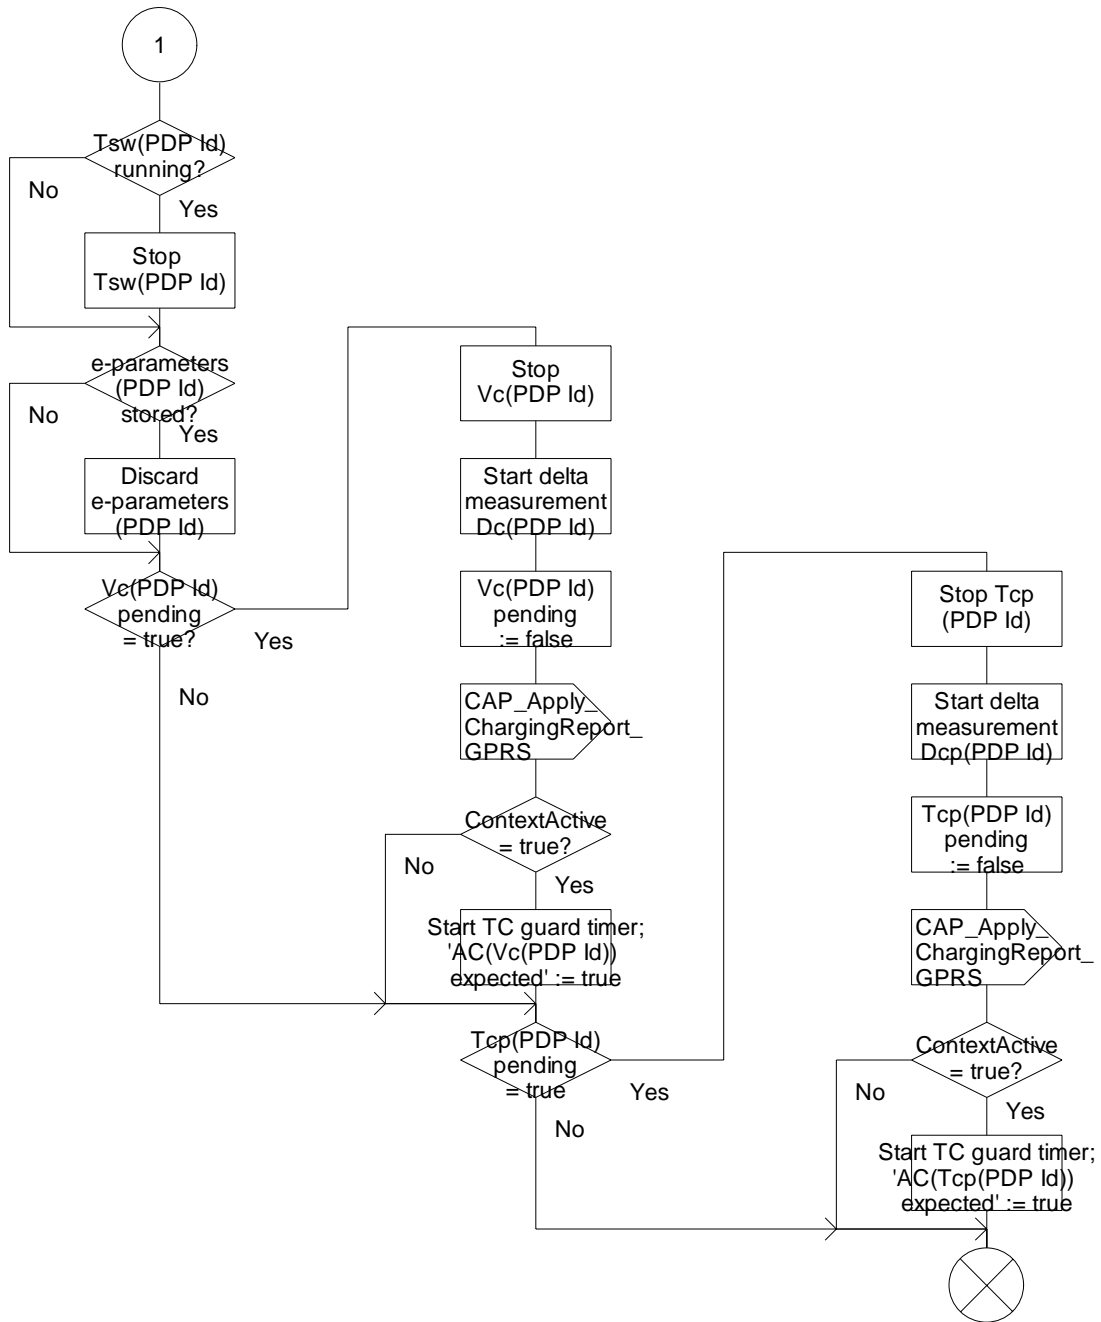 1
Tsw(PDP Id)
running?
No
Yes
Stop
Tsw(PDP Id)
e-parameters
(PDP Id)
stored?
No
Yes
Discard
e-parameters
(PDP Id)
Vc(PDP Id)
pending
= true?
Yes
No
Stop
Vc(PDP Id)
Start delta
measurement
Dc(PDP Id)
Vc(PDP Id)
pending
:= false
CAP_Apply_
ChargingReport_
GPRS
ContextActive
= true?
No
Yes
Start TC guard timer;
'AC(Vc(PDP Id))
expected' := true
Tcp(PDP Id)
pending
= true
Yes
No
Stop Tcp
(PDP Id)
Start delta
measurement
Dcp(PDP Id)
Tcp(PDP Id)
pending
:= false
CAP_Apply_
ChargingReport_
GPRS
ContextActive
= true?
No
Yes
Start TC guard timer;
'AC(Tcp(PDP Id))
expected' := true